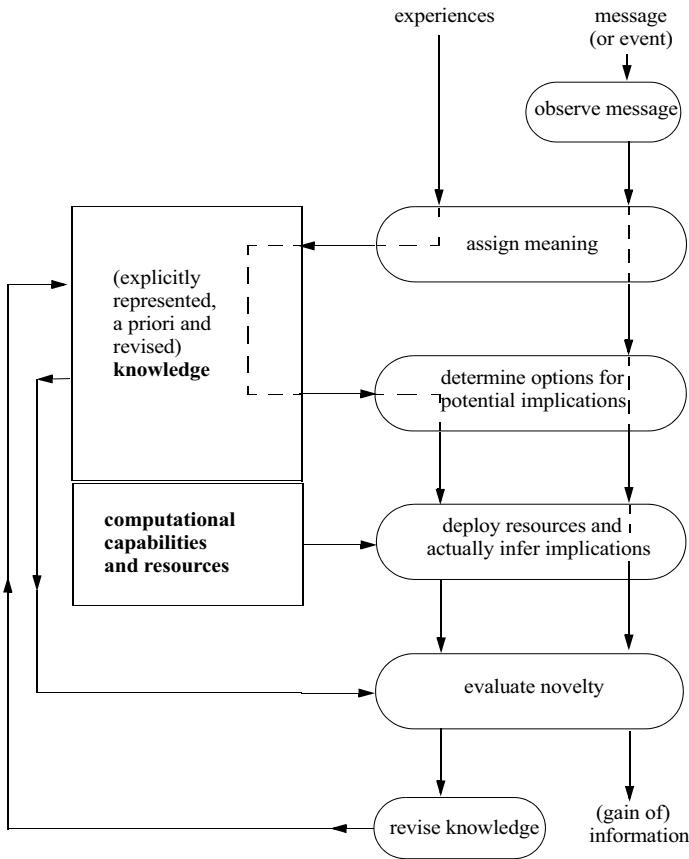 experiences
message
(or event)
observe message
assign meaning
(explicitly
represented,
a priori and
revised)
knowledge
determine options for
potential implications
computational
capabilities
and resources
deploy resources and
actually infer implications
evaluate novelty
revise knowledge
(gain of)
information